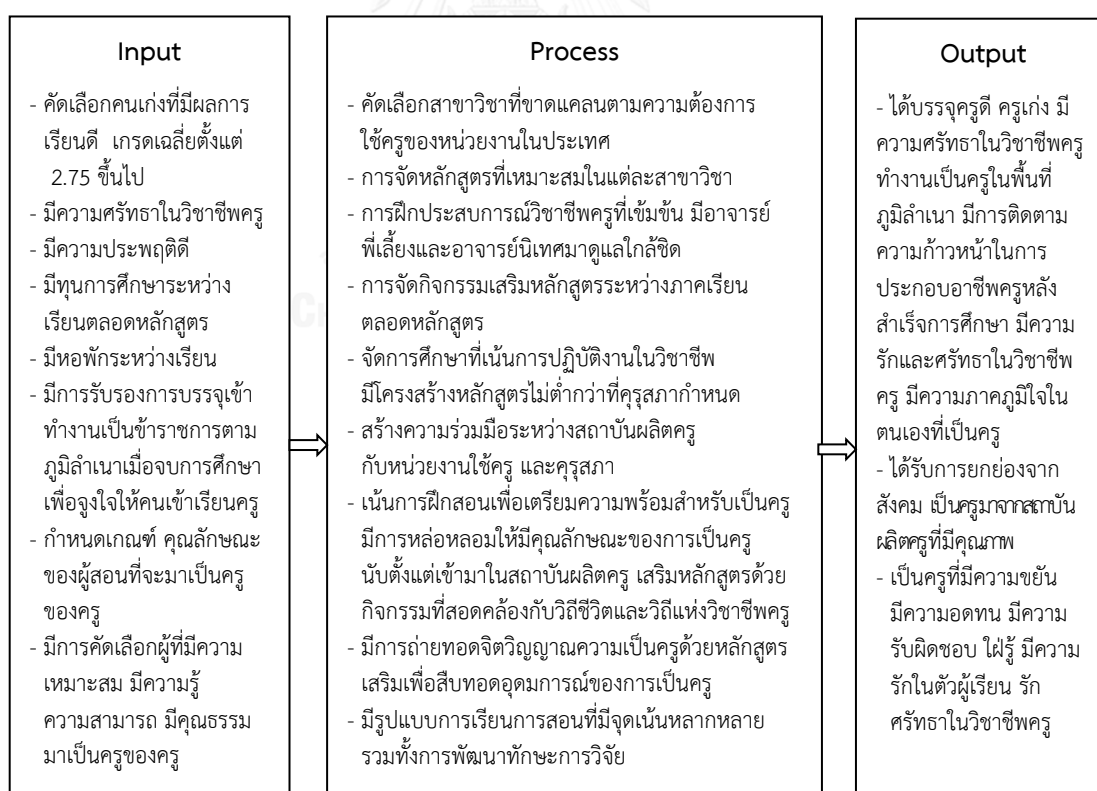 Input
- คัดเลือกคนเก่งที่มีผลการ
เรียนดี เกรดเฉลี่ยตั้งแต่
2.75 ขึ้นไป
- มีความศรัทธาในวิชาชีพครู
- มีความประพฤติดี
- มีทุนการศึกษาระหว่าง
เรียนตลอดหลักสูตร
- มีหอพักระหว่างเรียน
- มีการรับรองการบรรจุเข้า
ทำงานเป็นข้าราชการตาม
ภูมิลำเนาเมื่อจบการศึกษา
เพื่อจูงใจให้คนเข้าเรียนครู
- กำหนดเกณฑ์ คุณลักษณะ
ของผู้สอนที่จะมาเป็นครู
ของครู
- มีการคัดเลือกผู้ที่มีความ
เหมาะสม มีความรู้
ความสามารถ มีคุณธรรม
มาเป็นครูของครู
Process
- คัดเลือกสาขาวิชาที่ขาดแคลนตามความต้องการ
ใช้ครูของหน่วยงานในประเทศ
- การจัดหลักสูตรที่เหมาะสมในแต่ละสาขาวิชา
- การฝึกประสบการณ์วิชาชีพครูที่เข้มข้น มีอาจารย์
พี่เลี้ยงและอาจารย์นิเทศมาดูแลใกล้ชิด
- การจัดกิจกรรมเสริมหลักสูตรระหว่างภาคเรียน
ตลอดหลักสูตร
- จัดการศึกษาที่เน้นการปฏิบัติงานในวิชาชีพ
มีโครงสร้างหลักสูตรไม่ต่ำกว่าที่คุรุสภากำหนด
- สร้างความร่วมมือระหว่างสถาบันผลิตครู
กับหน่วยงานใช้ครู และคุรุสภา
- เน้นการฝึกสอนเพื่อเตรียมความพร้อมสำหรับเป็นครู
มีการหล่อหลอมให้มีคุณลักษณะของการเป็นครู
นับตั้งแต่เข้ามาในสถาบันผลิตครู เสริมหลักสูตรด้วย
กิจกรรมที่สอดคล้องกับวิถีชีวิตและวิถีแห่งวิชาชีพครู
- มีการถ่ายทอดจิตวิญญาณความเป็นครูด้วยหลักสูตร
เสริมเพื่อสืบทอดอุดมการณ์ของการเป็นครู
- มีรูปแบบการเรียนการสอนที่มีจุดเน้นหลากหลาย
รวมทั้งการพัฒนาทักษะการวิจัย
Output
- ได้บรรจุครูดี ครูเก่ง มี
ความศรัทธาในวิชาชีพครู
ทำงานเป็นครูในพื้นที่
ภูมิลำเนา มีการติดตาม
ความก้าวหน้าในการ
ประกอบอาชีพครูหลัง
สำเร็จการศึกษา มีความ
รักและศรัทธาในวิชาชีพ
ครู มีความภาคภูมิใจใน
ตนเองที่เป็นครู
- ได้รับการยกย่องจาก
สังคม เป็นครูมาจากสถาบัน
ผลิตครูที่มีคุณภาพ
- เป็นครูที่มีความขยัน
มีความอดทน มีความ
รับผิดชอบ ใฝ่รู้ มีความ
รักในตัวผู้เรียน รัก
ศรัทธาในวิชาชีพครู